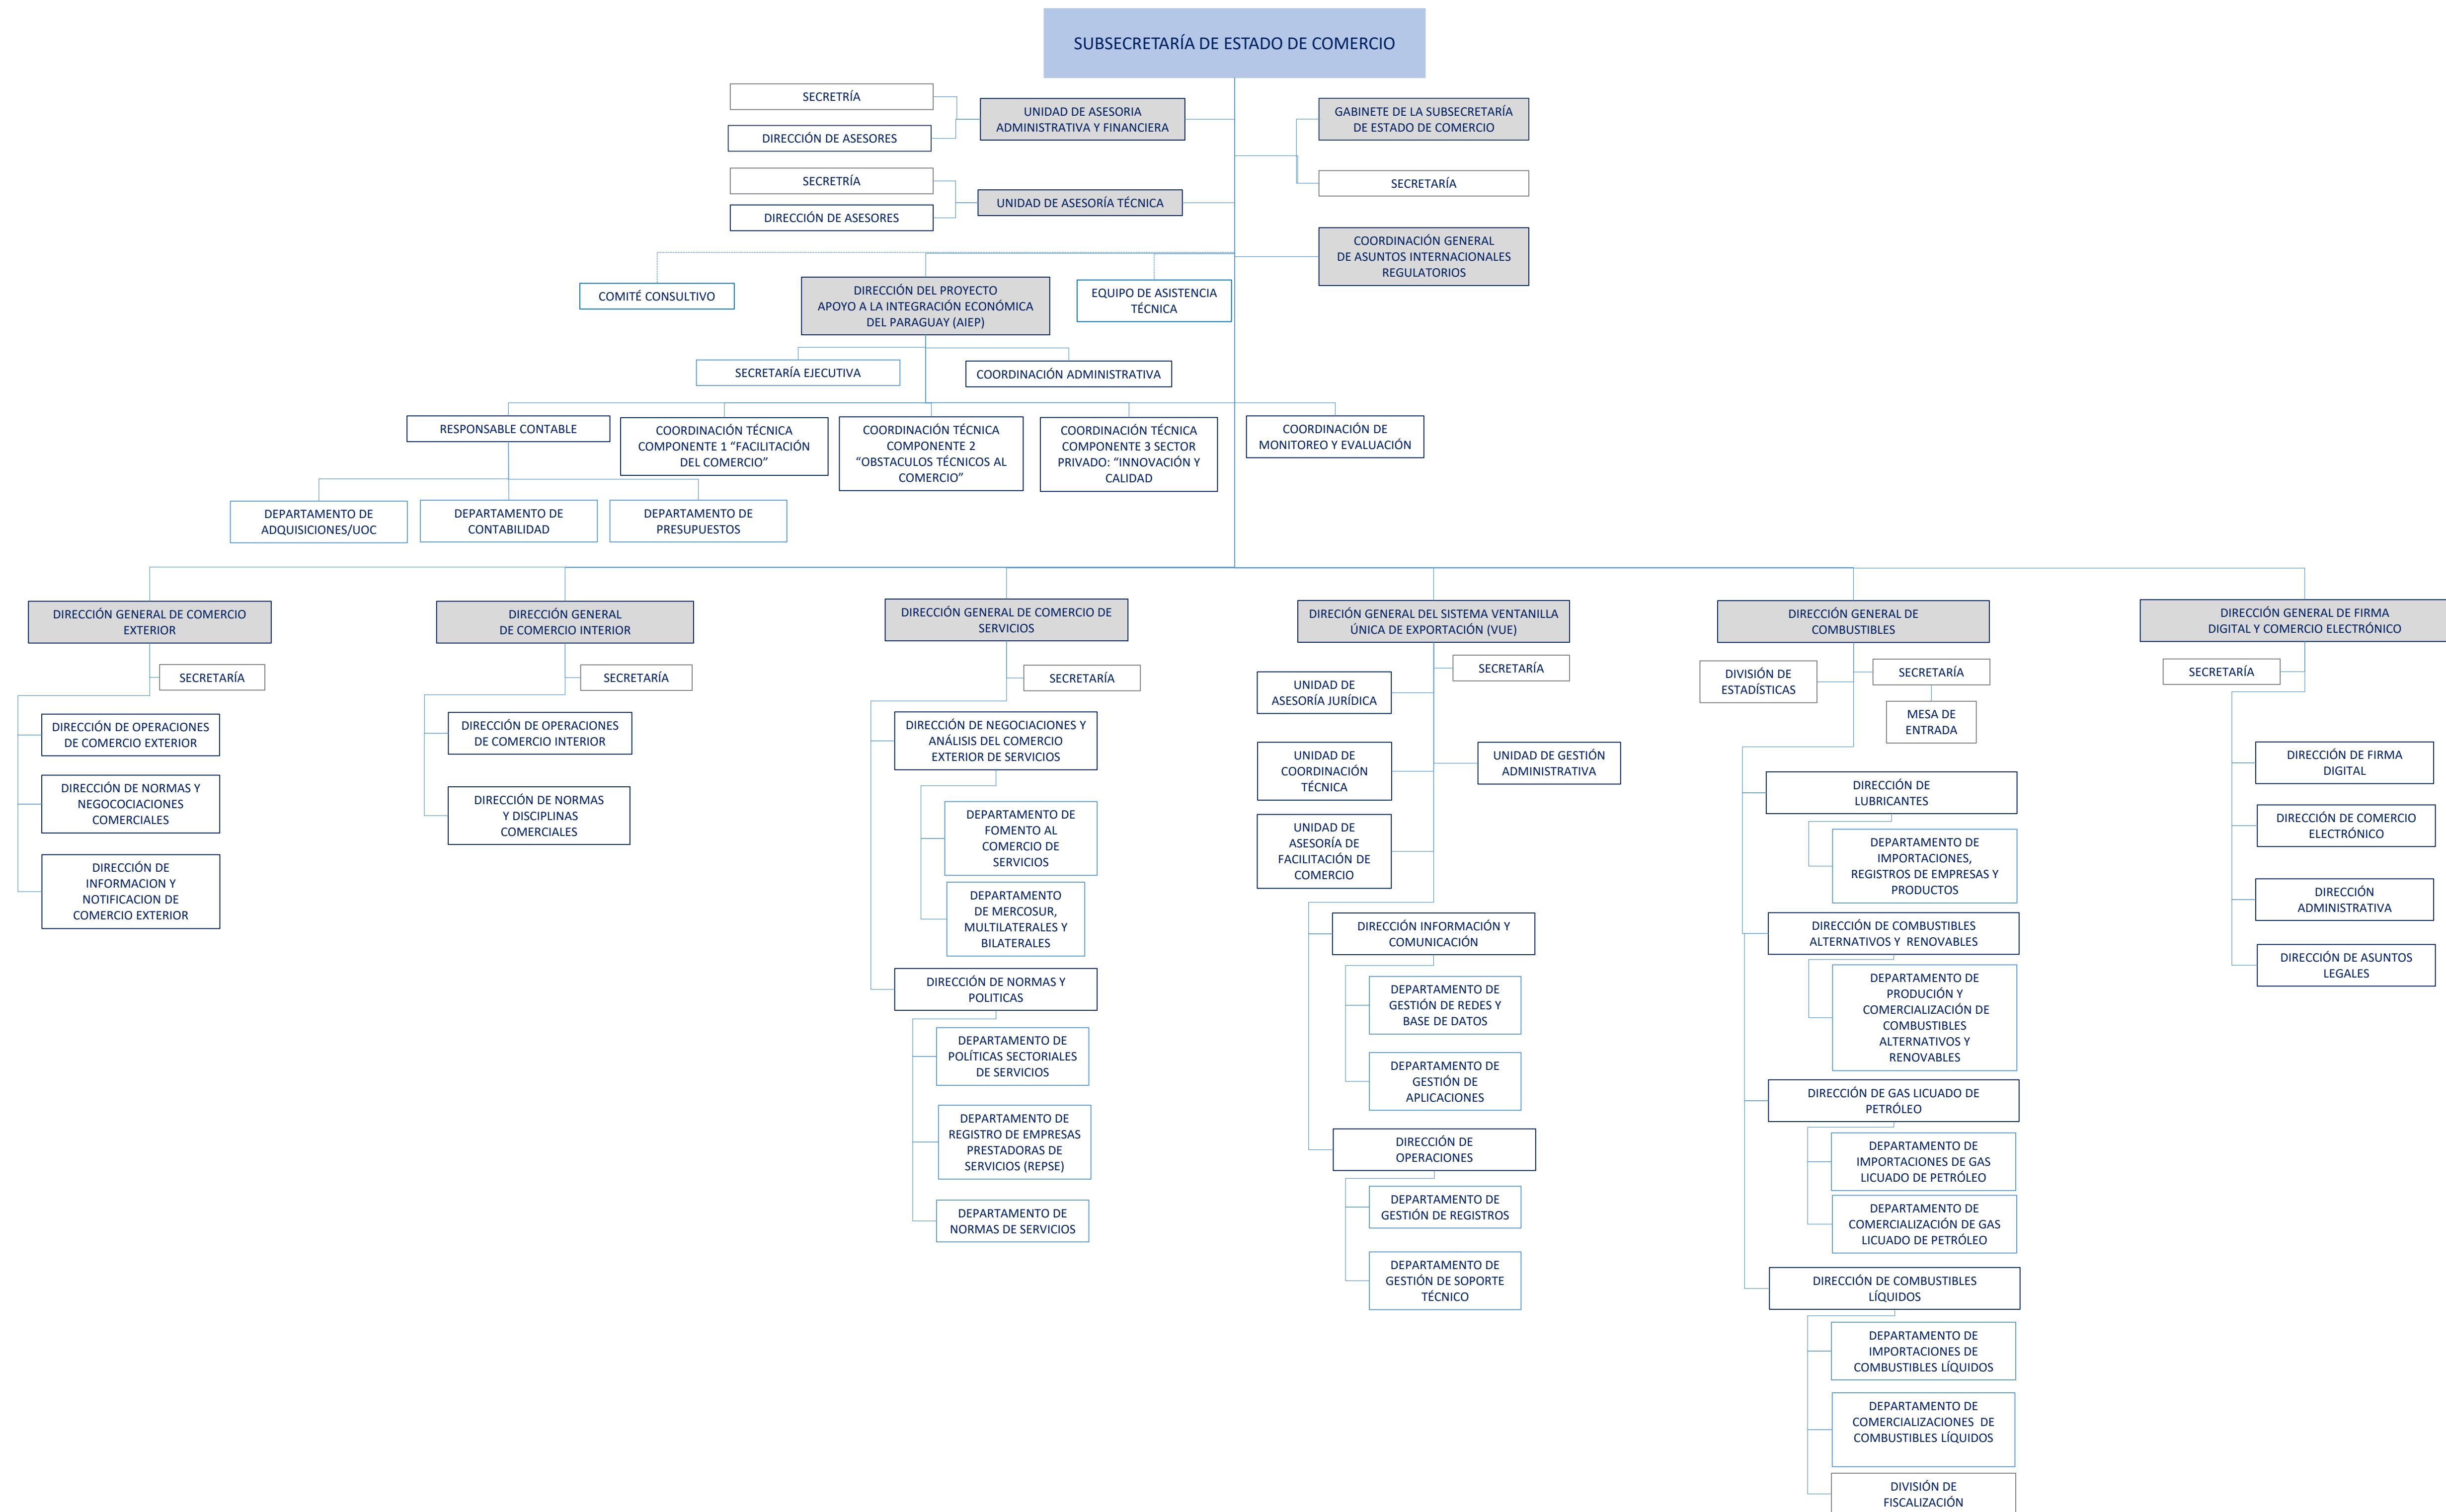 SUBSECRETARÍA DE ESTADO DE COMERCIO
SECRETRÍA
DIRECCIÓN DE ASESORES
UNIDAD DE ASESORIA
ADMINISTRATIVA Y FINANCIERA
GABINETE DE LA SUBSECRETARÍA
DE ESTADO DE COMERCIO
SECRETRÍA
DIRECCIÓN DE ASESORES
UNIDAD DE ASESORÍA TÉCNICA
SECRETARÍA
COORDINACIÓN GENERAL
DE ASUNTOS INTERNACIONALES
REGULATORIOS
COMITÉ CONSULTIVO
DIRECCIÓN DEL PROYECTO
APOYO A LA INTEGRACIÓN ECONÓMICA
DEL PARAGUAY (AIEP)
EQUIPO DE ASISTENCIA
TÉCNICA
SECRETARÍA EJECUTIVA
COORDINACIÓN ADMINISTRATIVA
RESPONSABLE CONTABLE
COORDINACIÓN TÉCNICA
COMPONENTE 1 “FACILITACIÓN
DEL COMERCIO”
COORDINACIÓN TÉCNICA
COMPONENTE 2
“OBSTACULOS TÉCNICOS AL
COMERCIO”
COORDINACIÓN TÉCNICA
COMPONENTE 3 SECTOR
PRIVADO: “INNOVACIÓN Y
CALIDAD
COORDINACIÓN DE
MONITOREO Y EVALUACIÓN
DEPARTAMENTO DE
ADQUISICIONES/UOC
DEPARTAMENTO DE
CONTABILIDAD
DEPARTAMENTO DE
PRESUPUESTOS
DIRECCIÓN GENERAL DE COMERCIO
EXTERIOR
SECRETARÍA
DIRECCIÓN DE OPERACIONES
DE COMERCIO EXTERIOR
DIRECCIÓN DE NORMAS Y
NEGOCOCIACIONES
COMERCIALES
DIRECCIÓN DE
INFORMACION Y
NOTIFICACION DE
COMERCIO EXTERIOR
DIRECCIÓN GENERAL
DE COMERCIO INTERIOR
SECRETARÍA
DIRECCIÓN DE OPERACIONES
DE COMERCIO INTERIOR
DIRECCIÓN DE NORMAS
Y DISCIPLINAS
COMERCIALES
DIRECCIÓN GENERAL DE COMERCIO DE
SERVICIOS
SECRETARÍA
DIRECCIÓN DE NEGOCIACIONES Y
ANÁLISIS DEL COMERCIO
EXTERIOR DE SERVICIOS
DEPARTAMENTO DE
FOMENTO AL
COMERCIO DE
SERVICIOS
DEPARTAMENTO
DE MERCOSUR,
MULTILATERALES Y
BILATERALES
DIRECCIÓN DE NORMAS Y
POLITICAS
DEPARTAMENTO DE
POLÍTICAS SECTORIALES
DE SERVICIOS
DEPARTAMENTO DE
REGISTRO DE EMPRESAS
PRESTADORAS DE
SERVICIOS (REPSE)
DEPARTAMENTO DE
NORMAS DE SERVICIOS
DIRECIÓN GENERAL DEL SISTEMA VENTANILLA
ÚNICA DE EXPORTACIÓN (VUE)
SECRETARÍA
UNIDAD DE
ASESORÍA JURÍDICA
UNIDAD DE
COORDINACIÓN
TÉCNICA
UNIDAD DE GESTIÓN
ADMINISTRATIVA
UNIDAD DE
ASESORÍA DE
FACILITACIÓN DE
COMERCIO
DIRECCIÓN INFORMACIÓN Y
COMUNICACIÓN
DEPARTAMENTO DE
GESTIÓN DE REDES Y
BASE DE DATOS
DEPARTAMENTO DE
GESTIÓN DE
APLICACIONES
DIRECCIÓN DE
OPERACIONES
DEPARTAMENTO DE
GESTIÓN DE REGISTROS
DEPARTAMENTO DE
GESTIÓN DE SOPORTE
TÉCNICO
DIRECCIÓN GENERAL DE
COMBUSTIBLES
DIVISIÓN DE
ESTADÍSTICAS
SECRETARÍA
MESA DE
ENTRADA
DIRECCIÓN DE
LUBRICANTES
DEPARTAMENTO DE
IMPORTACIONES,
REGISTROS DE EMPRESAS Y
PRODUCTOS
DIRECCIÓN DE COMBUSTIBLES
ALTERNATIVOS Y  RENOVABLES
DEPARTAMENTO DE
PRODUCIÓN Y
COMERCIALIZACIÓN DE
COMBUSTIBLES
ALTERNATIVOS Y
RENOVABLES
DIRECCIÓN DE GAS LICUADO DE
PETRÓLEO
DEPARTAMENTO DE
IMPORTACIONES DE GAS
LICUADO DE PETRÓLEO
DEPARTAMENTO DE
COMERCIALIZACIÓN DE GAS
LICUADO DE PETRÓLEO
DIRECCIÓN DE COMBUSTIBLES
LÍQUIDOS
DEPARTAMENTO DE
IMPORTACIONES DE
COMBUSTIBLES LÍQUIDOS
DEPARTAMENTO DE
COMERCIALIZACIONES  DE
COMBUSTIBLES LÍQUIDOS
DIVISIÓN DE
FISCALIZACIÓN
DIRECCIÓN GENERAL DE FIRMA
DIGITAL Y COMERCIO ELECTRÓNICO
SECRETARÍA
DIRECCIÓN DE FIRMA
DIGITAL
DIRECCIÓN DE COMERCIO
ELECTRÓNICO
DIRECCIÓN
ADMINISTRATIVA
DIRECCIÓN DE ASUNTOS
LEGALES